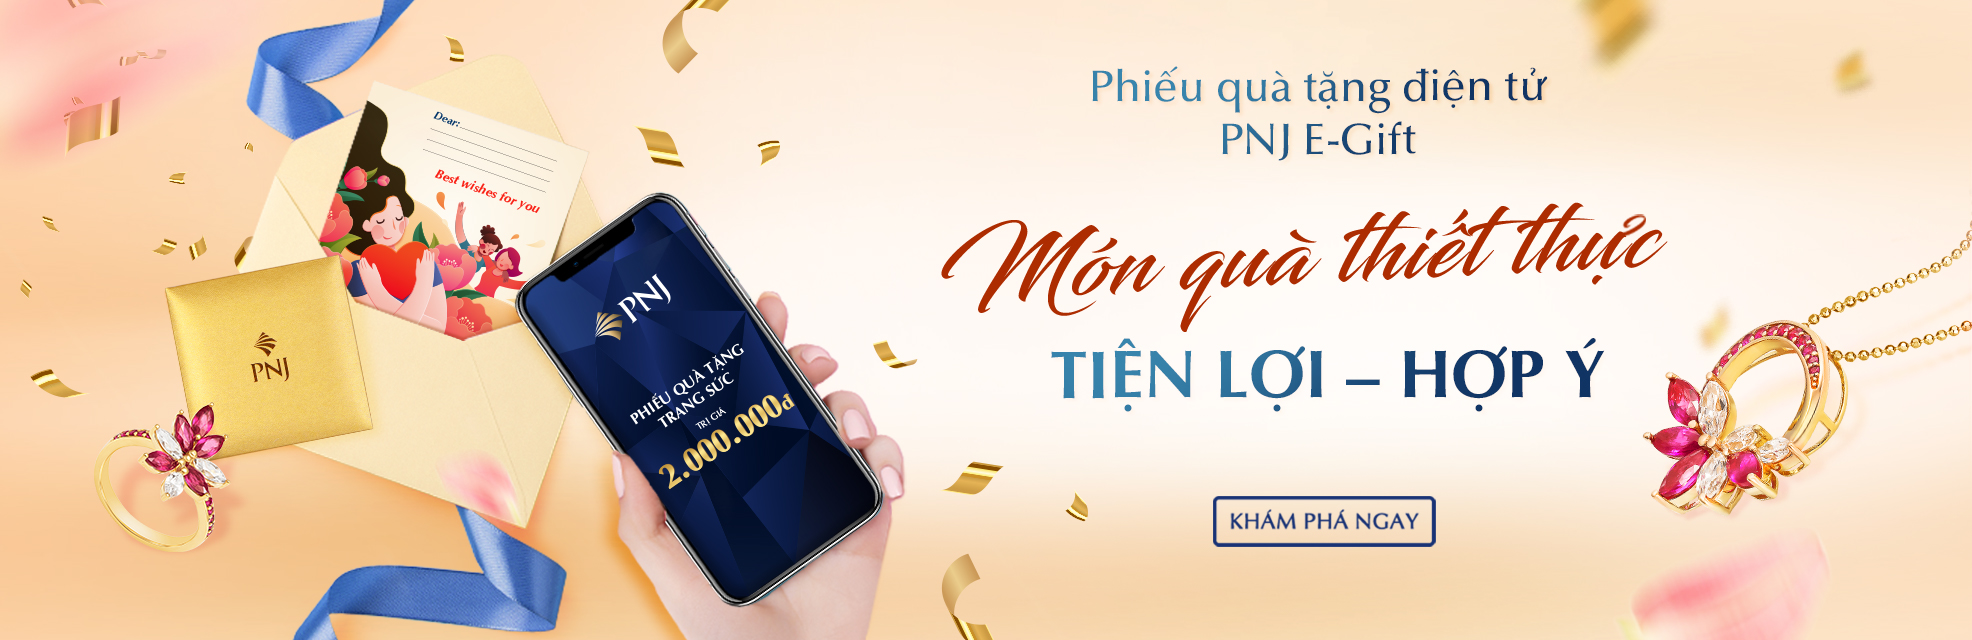 Dear:
Best wishes for you
PNJ
PNJ
PHIẾU QUÀ TẶNG
TRANG SỨC
TRỊ GIÁ
2.000.000đ
Phiếu quà tặng điện tử
PNJ E-Gift
Món quà thiết thực
TIỆN LỢI – HỢP Ý
KHÁM PHÁ NGAY